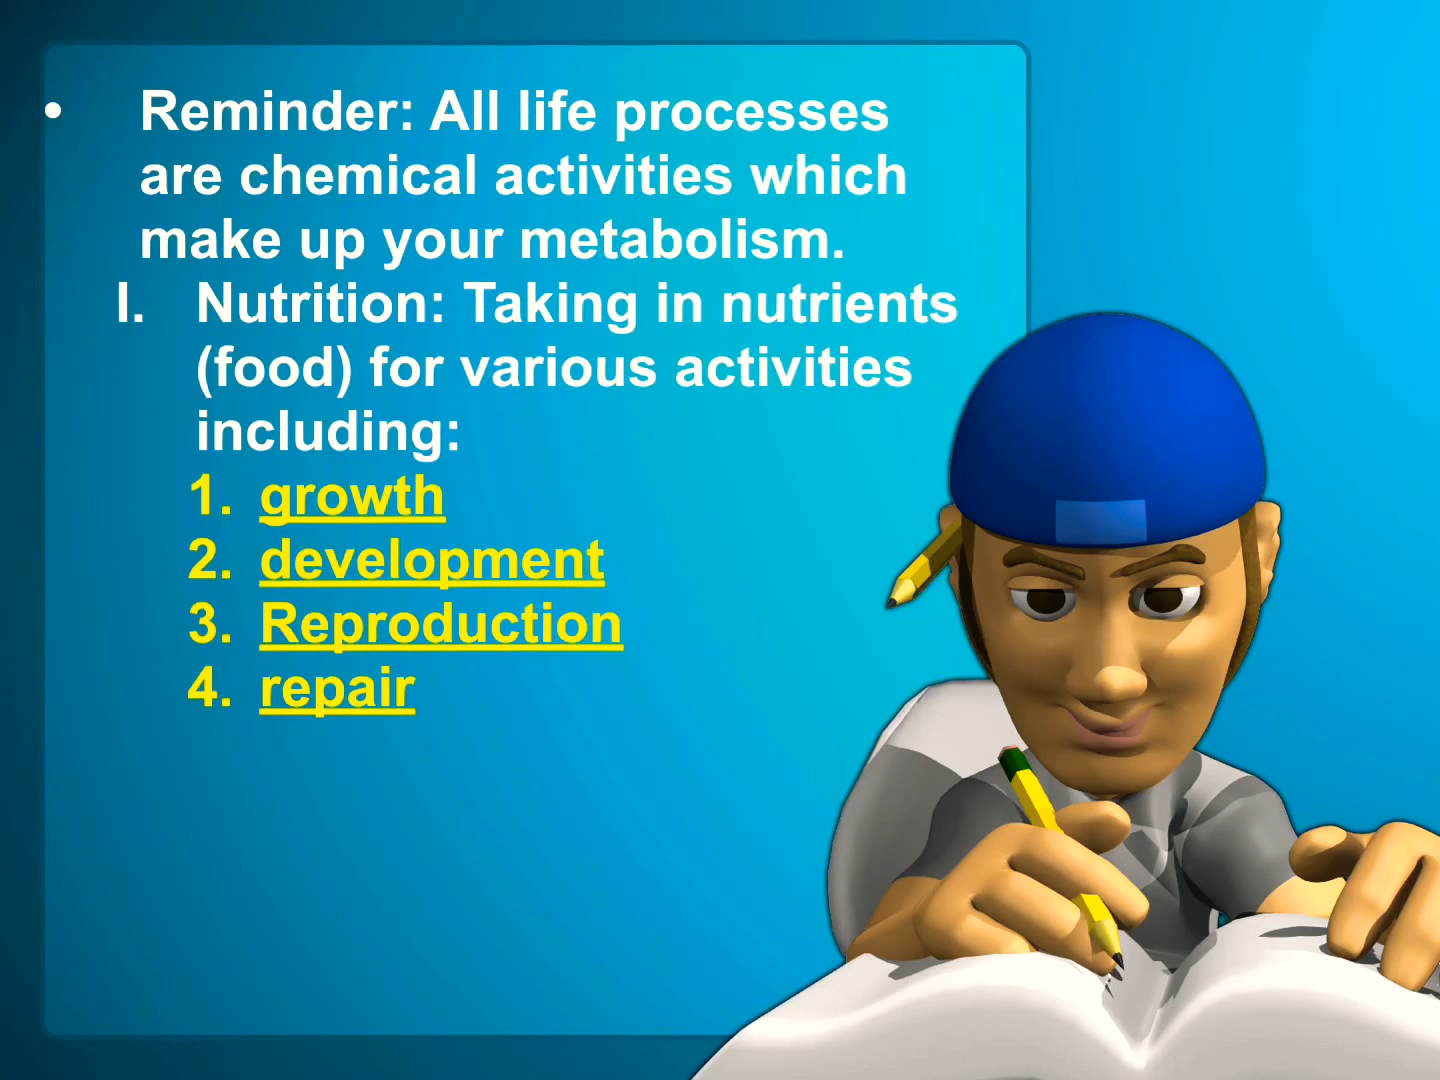 • Reminder: All life processes
are chemical activities which
make up your metabolism.
I. Nutrition: Taking in nutrients
(food) for various activities
including:
1. growth
2. development
3. Reproduction
4. repair